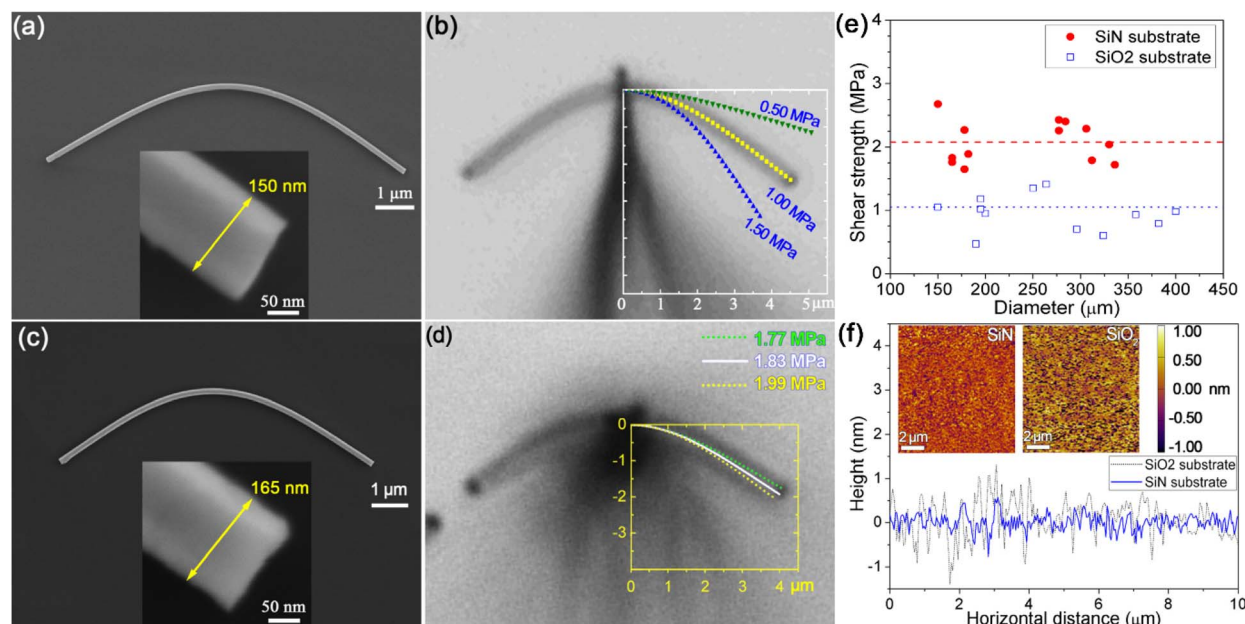 (a)
150 nm
1 μm
50 nm
(b)
0.50 MPa
1.00 MPa
1.50 MPa
0 1 2 3 4 5 μm
(c)
165 nm
1 μm
50 nm
(d)
1.77 MPa
1.83 MPa
1.99 MPa
0
-1
-2
-3
-4
0 1 2 3 4 μm
(e)
SiN substrate
SiO2 substrate
Shear strength (MPa)
4
3
2
1
0
100 150 200 250 300 350 400 450
Diameter(μm)
(f)
SiN
SiO
2 μm
2 μm
1.00
0.50
0.00 nm
-0.50
-1.00
SiO2 substrate
SiN substrate
Height (nm)
4
3
2
1
0
-1
0 2 4 6 8 10
Horizontal distance (μm)